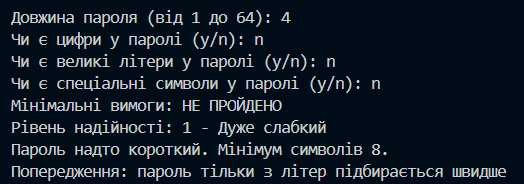 Довжина пароля (від 1 до 64): 4
Чи є цифри у паролі (y/n): n
Чи є великі літери у паролі (y/n): n
Чи є спеціальні символи у паролі (y/n): n
Мінімальні вимоги: НЕ ПРОЙДЕНО
Рівень надійності: 1 - Дуже слабкий
Пароль надто короткий. Мінімум символів 8.
Попередження: пароль тільки з літер підбирається швидше